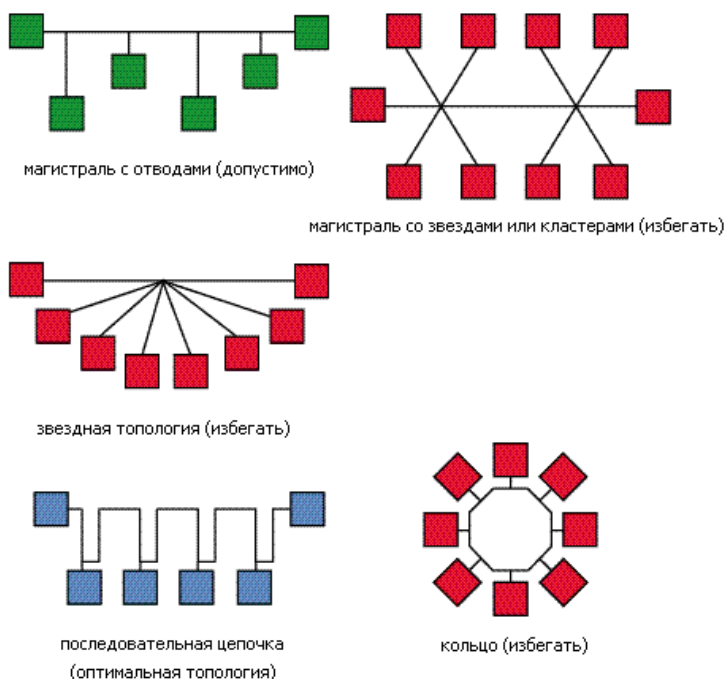 магистраль с отводами (допустимо)
магистраль со звездами или кластерами (избегать)
звездная топология (избегать)
последовательная цепочка
(оптимальная топология)
кольцо (избегать)